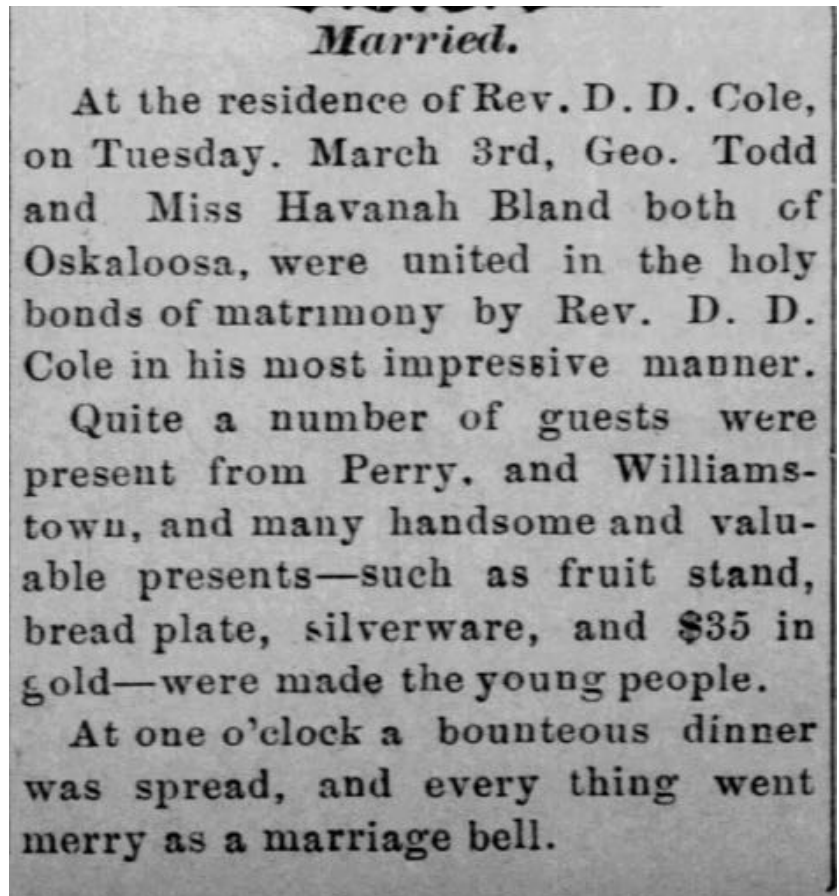 Married.
At the residence of Rev. D. D. Cole,
on Tuesday. March 3rd, Geo. Todd
and Miss Havanah Bland both of
Oskaloosa, were united in the holy
bonds of matrimony by Rev. D. D.
Cole in his most impressive manner.
Quite a number of guests were
present from Perry. and Williams-
town, and many handsome and valu-
able presents—such as fruit stand,
bread plate, silverware, and $35 in
gold—were made the young people.
At one o'clock a bounteous dinner
was spread, and every thing went
merry as a marriage bell.